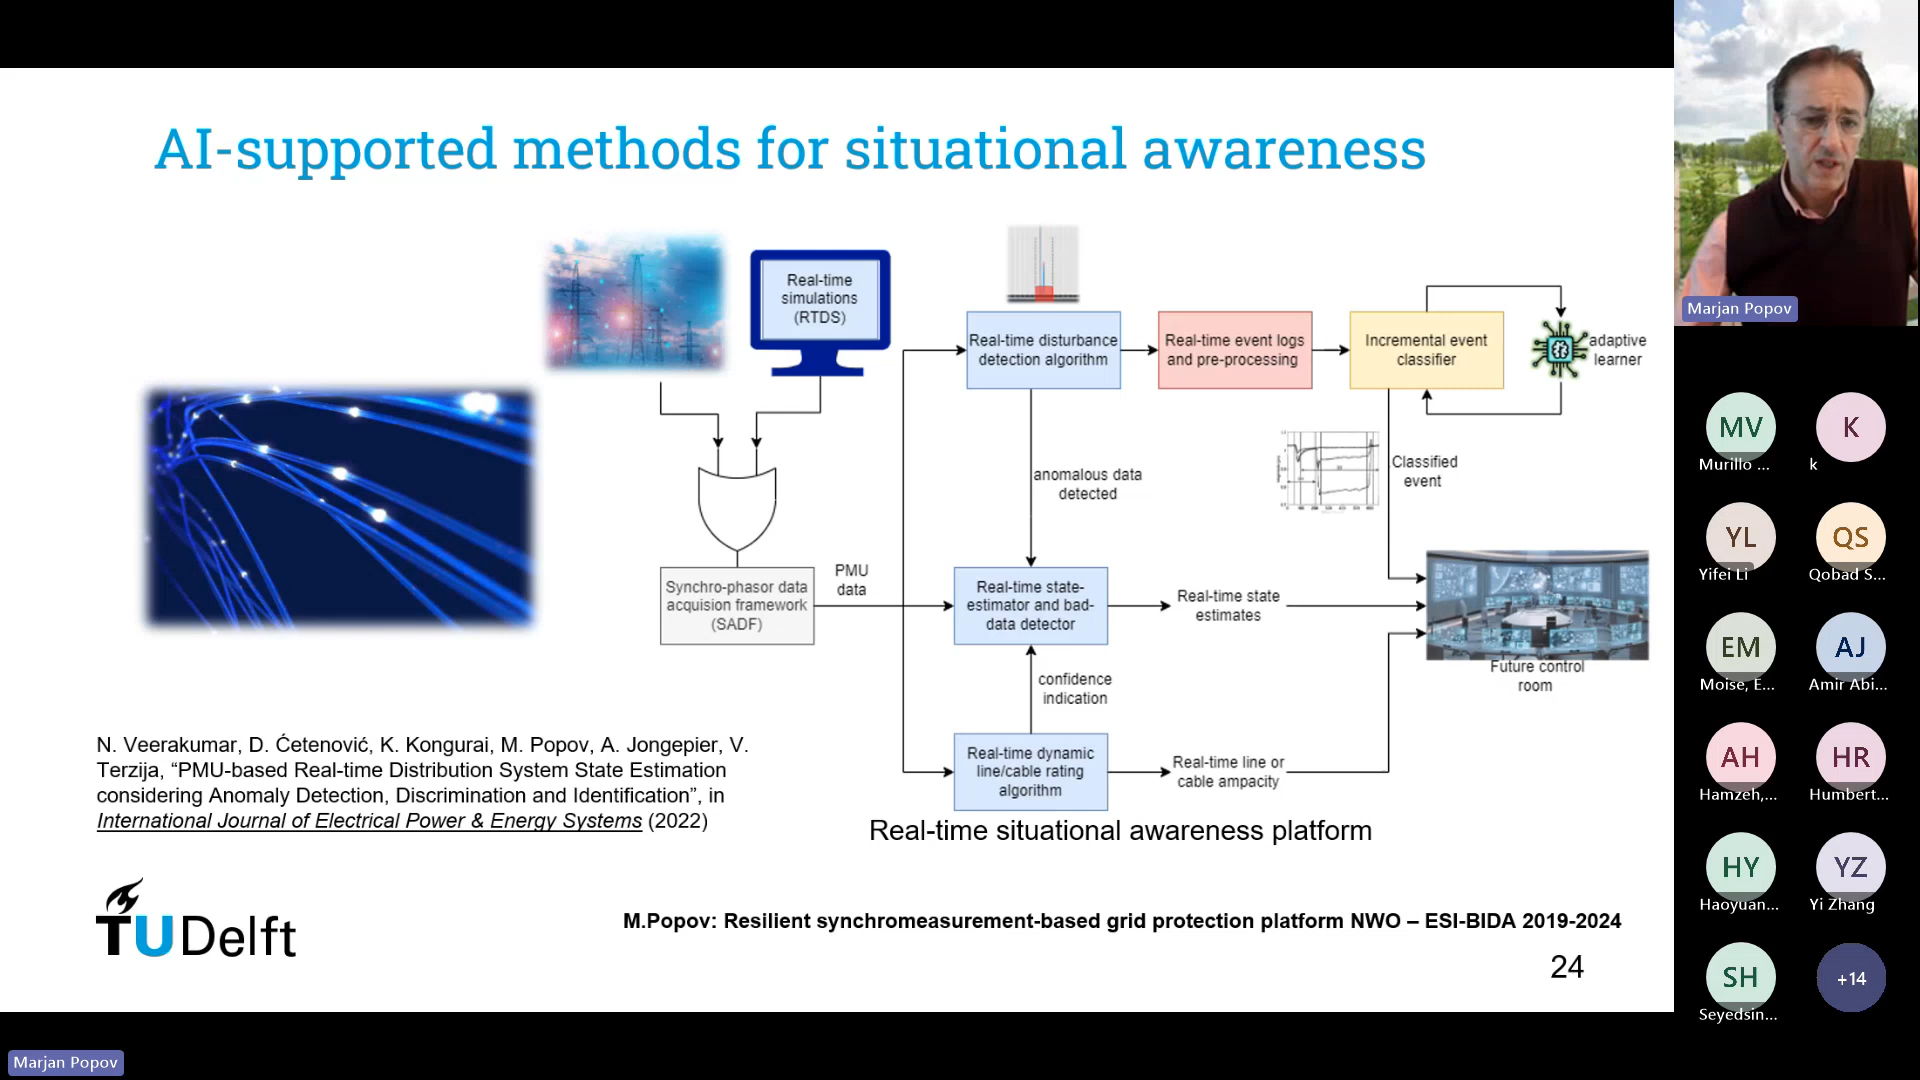 AI-supported methods for situational awareness
Real-time
simulations
(RTDS)
Real-time disturbance
detection algorithm
Real-time event logs
and pre-processing
Incremental event
classifier
adaptive
learner
anomalous data
detected
Classified
event
Synchro-phasor data
acquision framework
(SADF)
PMU
data
Real-time state-
estimator and bad-
data detector
Real-time state
estimates
Future control
room
confidence
indication
Real-time dynamic
line/cable rating
algorithm
Real-time line or
cable ampacity
Real-time situational awareness platform
N. Veerakumar, D. Ćetenović, K. Kongurai, M. Popov, A. Jongepier, V.
Terzija, “PMU-based Real-time Distribution System State Estimation
considering Anomaly Detection, Discrimination and Identification”, in
International Journal of Electrical Power & Energy Systems (2022)
TUDelft
M.Popov: Resilient synchromeasurement-based grid protection platform NWO – ESI-BIDA 2019-2024
24
Marjan Popov
Marjan Popov
MV
Murillo ...
K
k
YL
Yifei Li
QS
Qobad S...
EM
Moise, E...
AJ
Amir Abi...
AH
Hamzeh,...
HR
Humbert...
HY
Haoyuan...
YZ
Yi Zhang
SH
Seyedsin...
+14